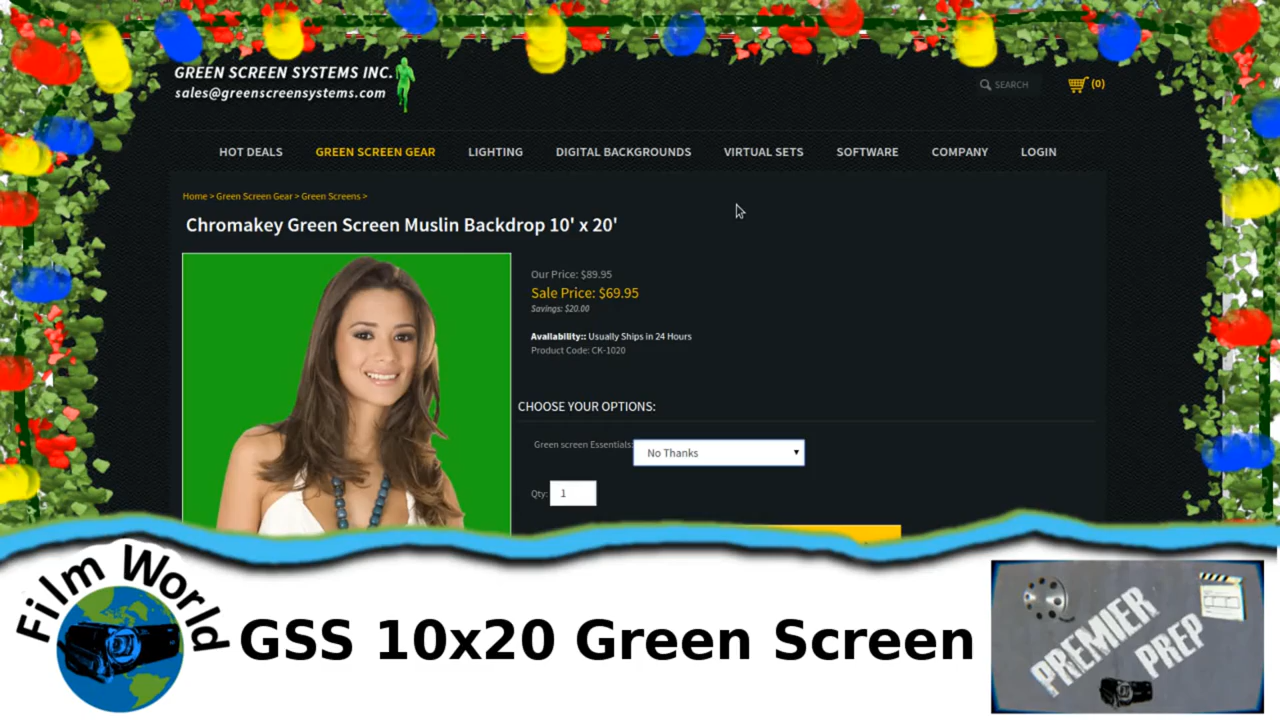 GREEN SCREEN SYSTEMS INC.
sales@greenscreensystems.com
SEARCH
(0)
HOT DEALS
GREEN SCREEN GEAR
LIGHTING
DIGITAL BACKGROUNDS
VIRTUAL SETS
SOFTWARE
COMPANY
LOGIN
Home > Green Screen Gear > Green Screens >
Chromakey Green Screen Muslin Backdrop 10' x 20'
Our Price: $89.95
Sale Price: $69.95
Savings: $20.00
Availability:: Usually Ships in 24 Hours
Product Code: CK-1020
CHOOSE YOUR OPTIONS:
Green screen Essentials: No Thanks
Qty: 1
Film World
GSS 10x20 Green Screen
PREMIER
PREP